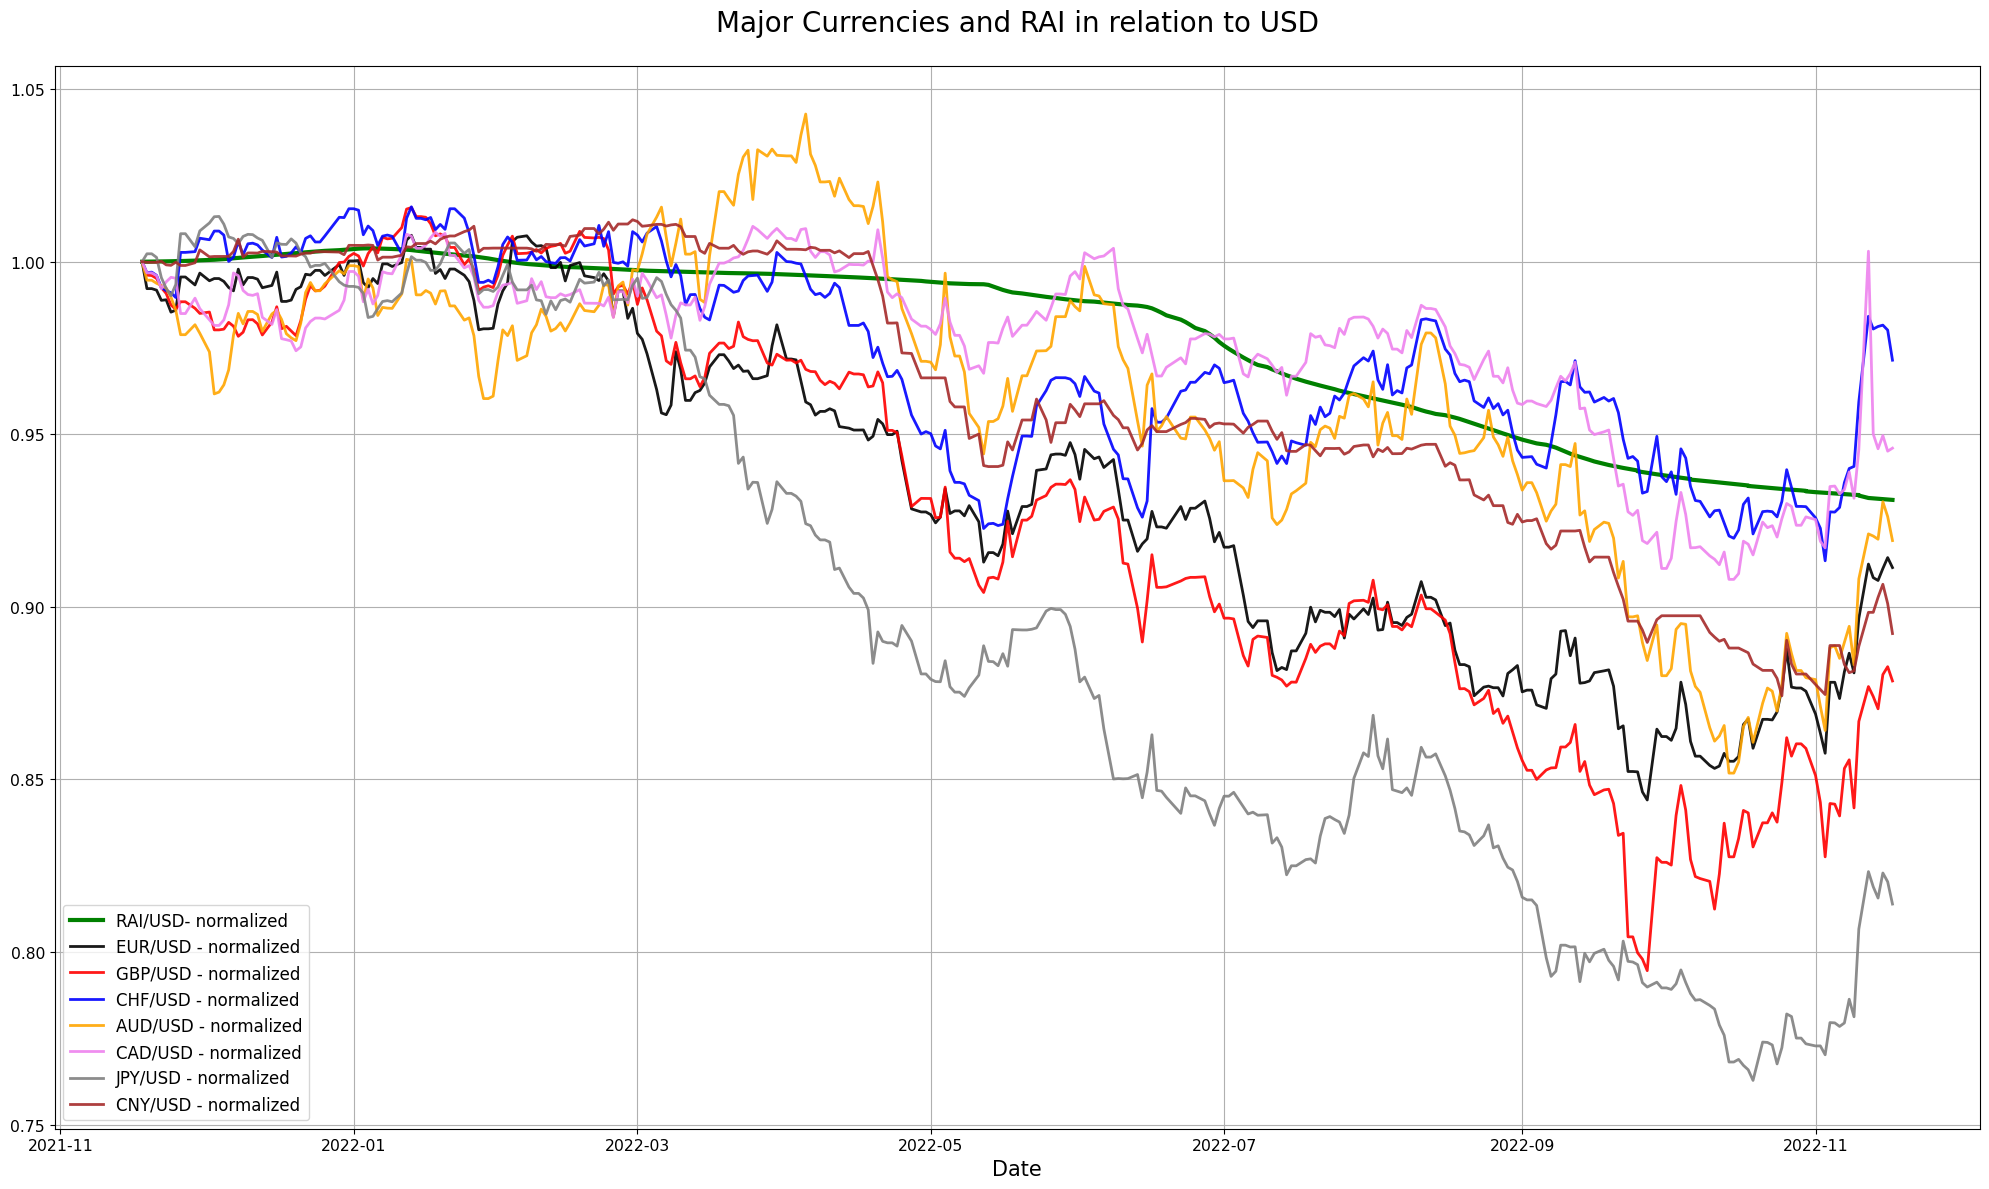 Major Currencies and RAI in relation to USD
1.05
1.00
0.95
0.90
0.85
0.80
0.75
RAI/USD- normalized
EUR/USD - normalized
GBP/USD - normalized
CHF/USD - normalized
AUD/USD - normalized
CAD/USD - normalized
JPY/USD - normalized
CNY/USD - normalized
2021-11 2022-01 2022-03 2022-05 2022-07 2022-09 2022-11
Date